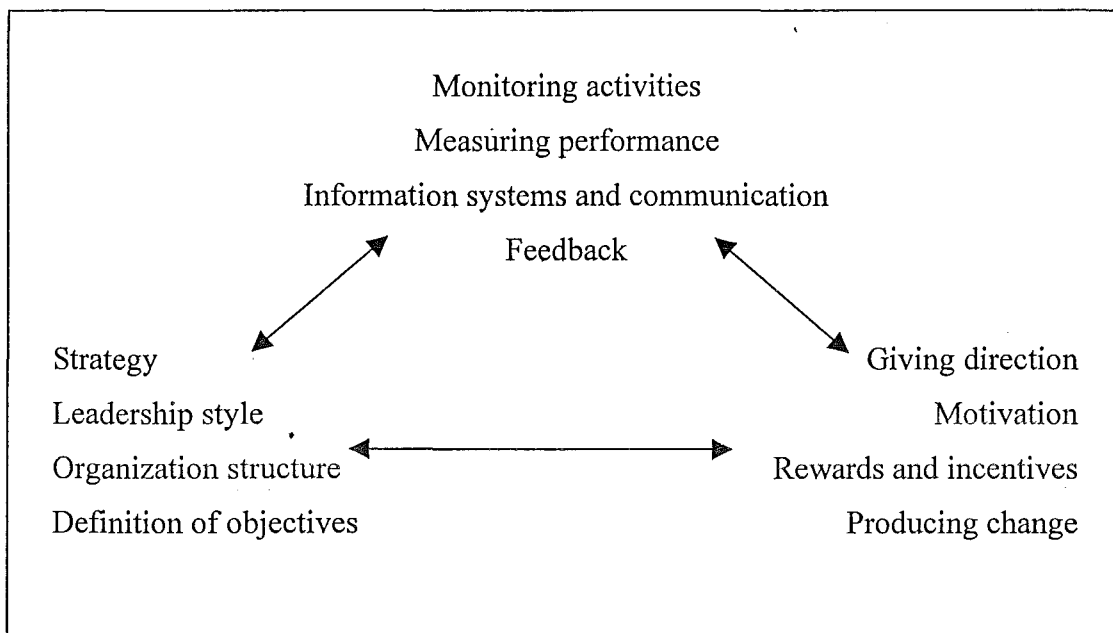 Monitoring activities
Measuring performance
Information systems and communication
Feedback
Strategy
Leadership style
Organization structure
Definition of objectives
Giving direction
Motivation
Rewards and incentives
Producing change